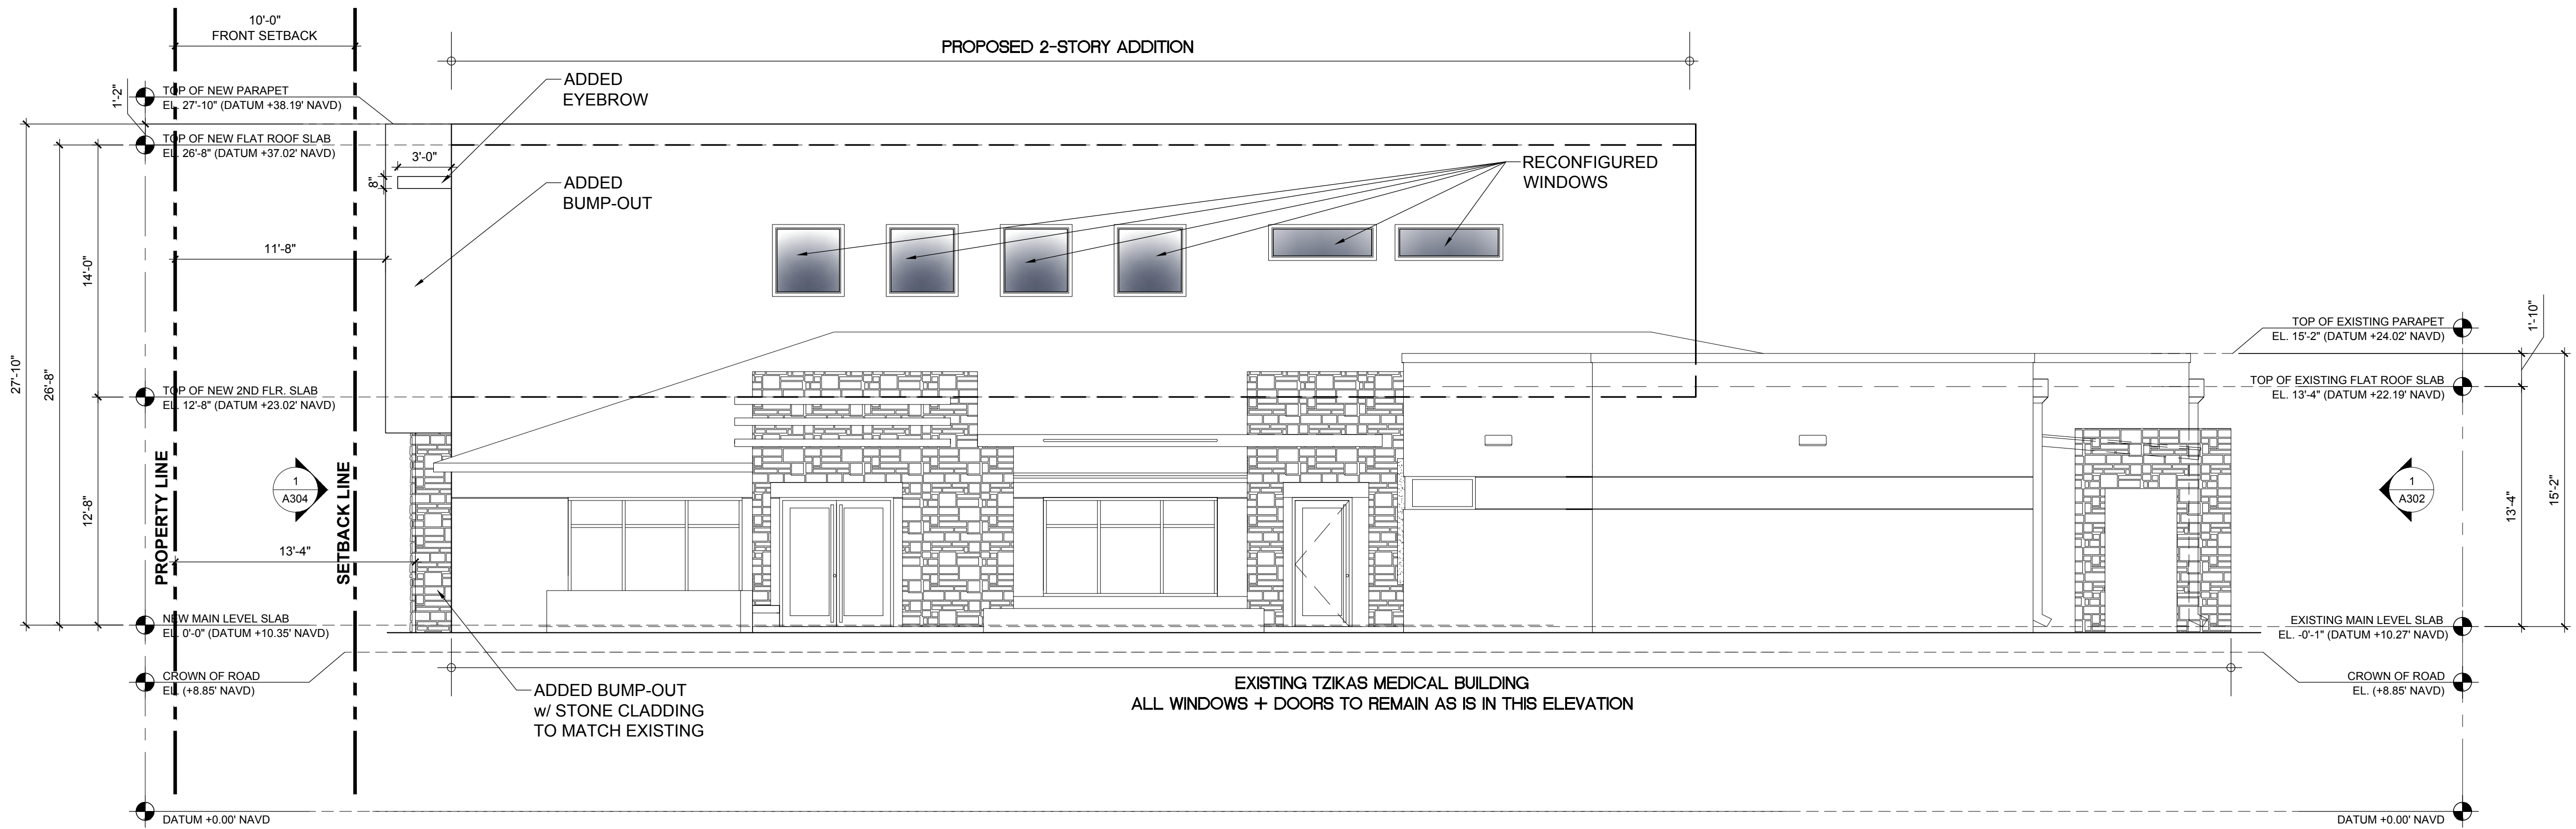 10'-0"
FRONT SETBACK
PROPOSED 2-STORY ADDITION
ADDED
EYEBROW
1'-2"
TOP OF NEW PARAPET
EL. 27'-10" (DATUM +38.19' NAVD)
TOP OF NEW FLAT ROOF SLAB
EL. 26'-8" (DATUM +37.02' NAVD)
3'-0"
8"
ADDED
BUMP-OUT
RECONFIGURED
WINDOWS
11'-8"
14'-0"
27'-10"
26'-8"
TOP OF NEW 2ND FLR. SLAB
EL. 12'-8" (DATUM +23.02' NAVD)
TOP OF EXISTING PARAPET
EL. 15'-2" (DATUM +24.02' NAVD)
1'-10"
TOP OF EXISTING FLAT ROOF SLAB
EL. 13'-4" (DATUM +22.19' NAVD)
12'-8"
PROPERTY LINE
1
A304
SETBACK LINE
13'-4"
1
A302
13'-4"
15'-2"
NEW MAIN LEVEL SLAB
EL. 0'-0" (DATUM +10.35' NAVD)
EXISTING MAIN LEVEL SLAB
EL. -0'-1" (DATUM +10.27' NAVD)
CROWN OF ROAD
EL. (+8.85' NAVD)
ADDED BUMP-OUT
w/ STONE CLADDING
TO MATCH EXISTING
EXISTING TZIKAS MEDICAL BUILDING
ALL WINDOWS + DOORS TO REMAIN AS IS IN THIS ELEVATION
CROWN OF ROAD
EL. (+8.85' NAVD)
DATUM +0.00' NAVD
DATUM +0.00' NAVD